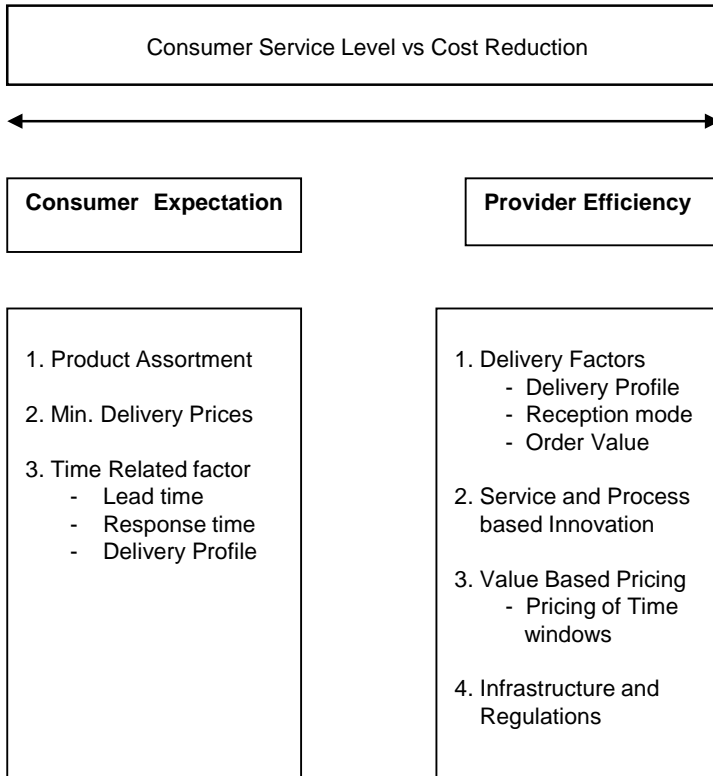 Consumer Service Level vs Cost Reduction
Consumer Expectation
Provider Efficiency
1. Product Assortment
2. Min. Delivery Prices
3. Time Related factor
- Lead time
- Response time
- Delivery Profile
1. Delivery Factors
- Delivery Profile
- Reception mode
- Order Value
2. Service and Process
based Innovation
3. Value Based Pricing
- Pricing of Time
windows
4. Infrastructure and
Regulations